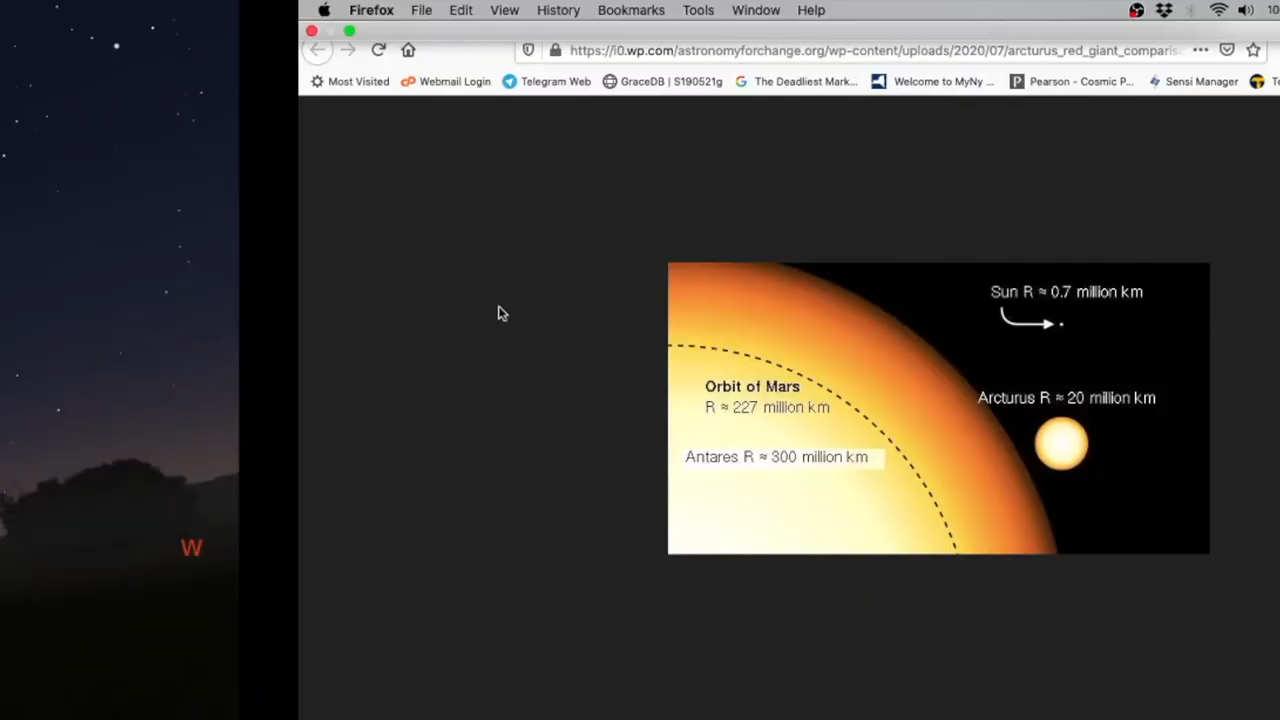 Firefox File Edit View History Bookmarks Tools Window Help 10
https://i0.wp.com/astronomyforchange.org/wp-content/uploads/2020/07/arcturus_red_giant_comparis
Most Visited Webmail Login Telegram Web GraceDB | S190521g The Deadliest Mark... Welcome to MyNy ... Pearson - Cosmic P... Sensi Manager
Sun R ≈ 0.7 million km
Orbit of Mars
R ≈ 227 million km
Arcturus R ≈ 20 million km
Antares R ≈ 300 million km
W